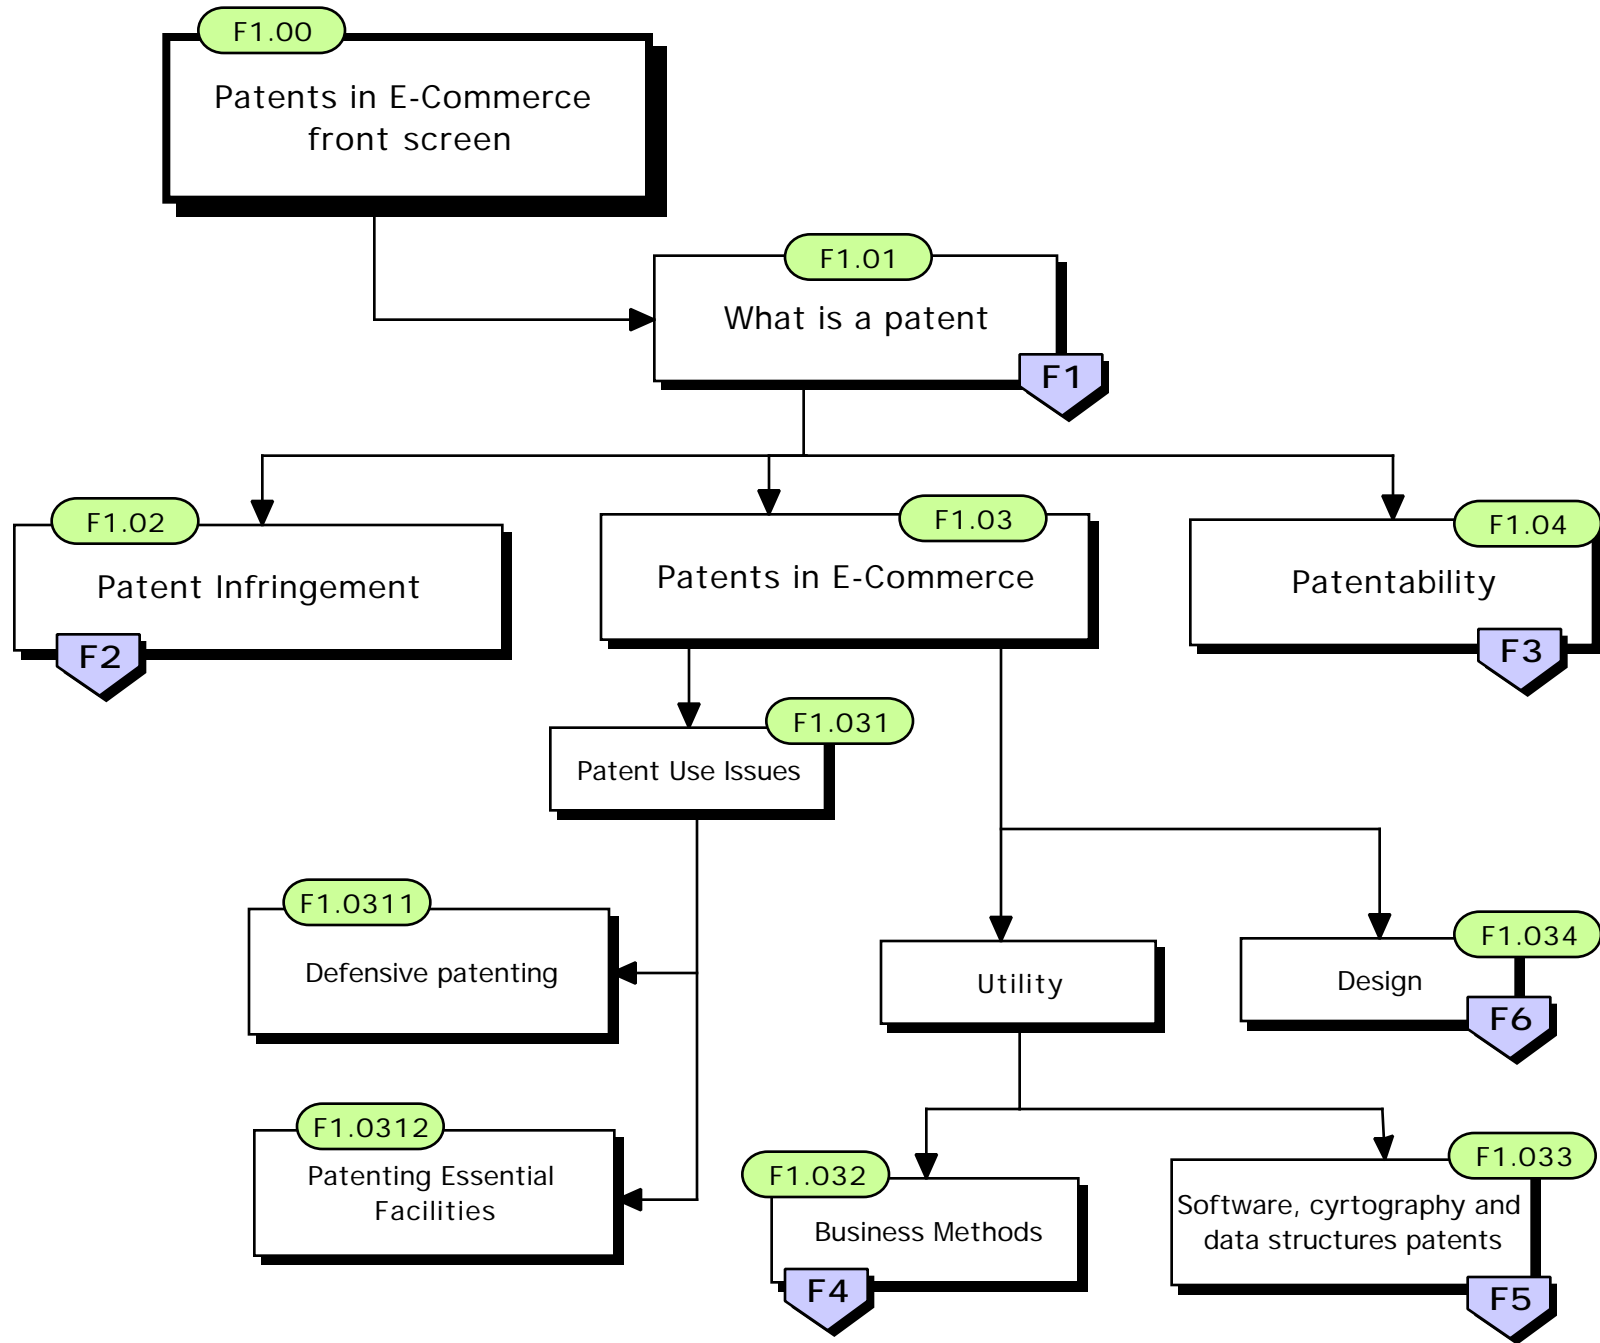 F1.00
Patents in E-Commerce
front screen
F1.01
What is a patent
F1
F1.02
Patent Infringement
F2
F1.03
Patents in E-Commerce
F1.04
Patentability
F3
F1.031
Patent Use Issues
F1.0311
Defensive patenting
Utility
F1.034
Design
F6
F1.0312
Patenting Essential
Facilities
F1.032
Business Methods
F4
F1.033
Software, cyrtography and
data structures patents
F5